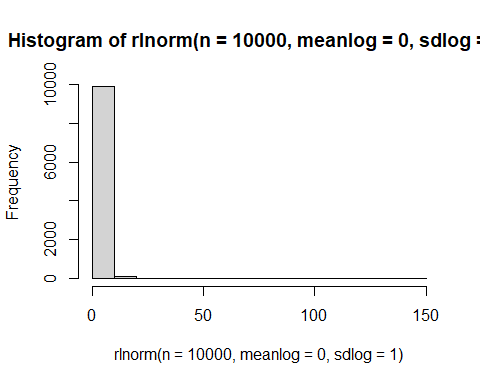 Histogram of rlnorm(n = 10000, meanlog = 0, sdlog =
Frequency
10000
6000
2000
0
0 50 100 150
rlnorm(n = 10000, meanlog = 0, sdlog = 1)